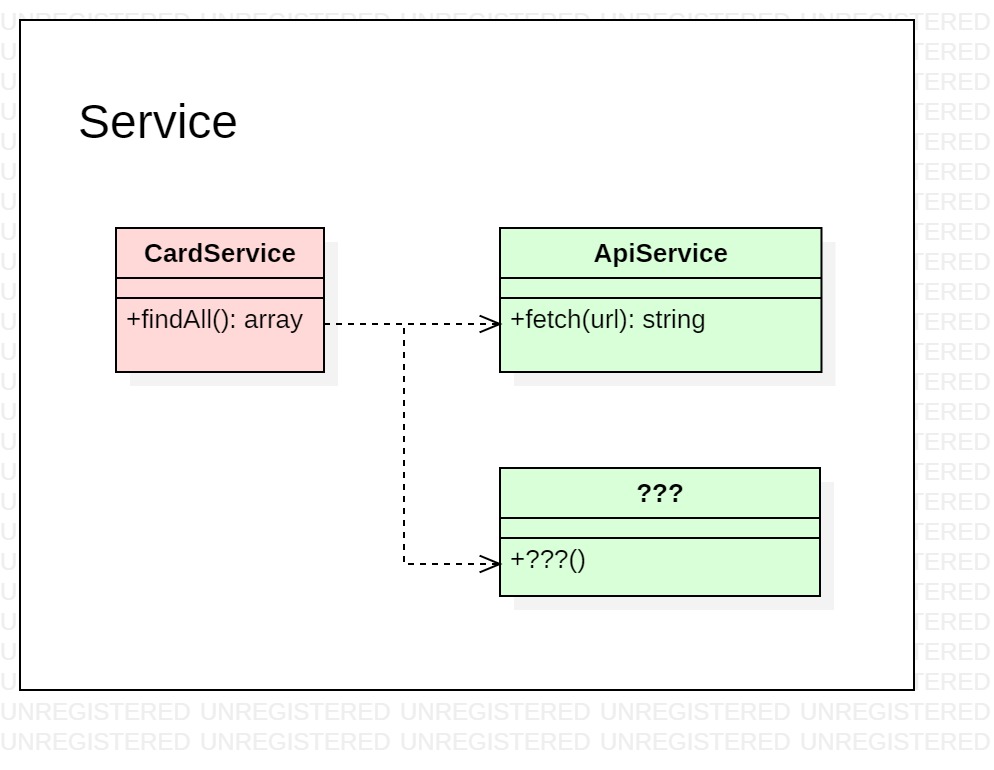 UNREGISTERED UNREGISTERED UNREGISTERED UNREGISTERED UNREGISTERED
Service
CardService
ApiService
+findAll(): array
+fetch(url): string
???
+???()
UNREGISTERED UNREGISTERED UNREGISTERED UNREGISTERED UNREGISTERED
UNREGISTERED UNREGISTERED UNREGISTERED UNREGISTERED UNREGISTERED